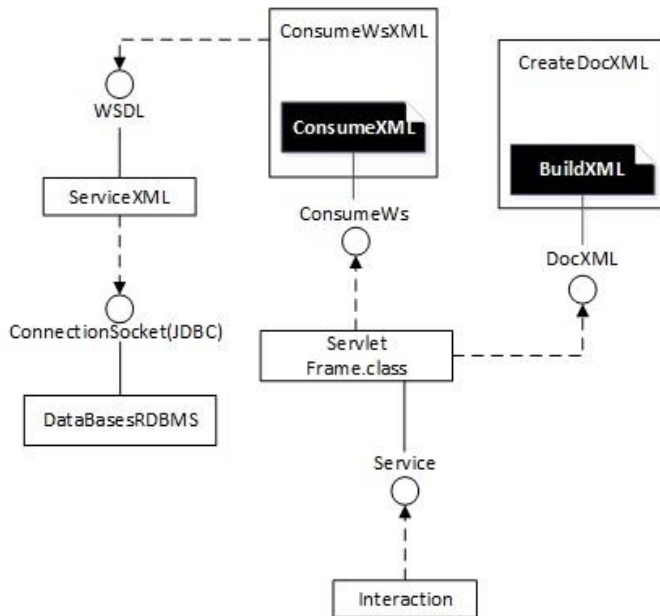 ConsumeWsXML
CreateDocXML
WSDL
ConsumeXML
BuildXML
ServiceXML
ConsumeWs
DocXML
ConnectionSocket(JDBC)
Servlet
Frame.class
DataBasesRDBMS
Service
Interaction